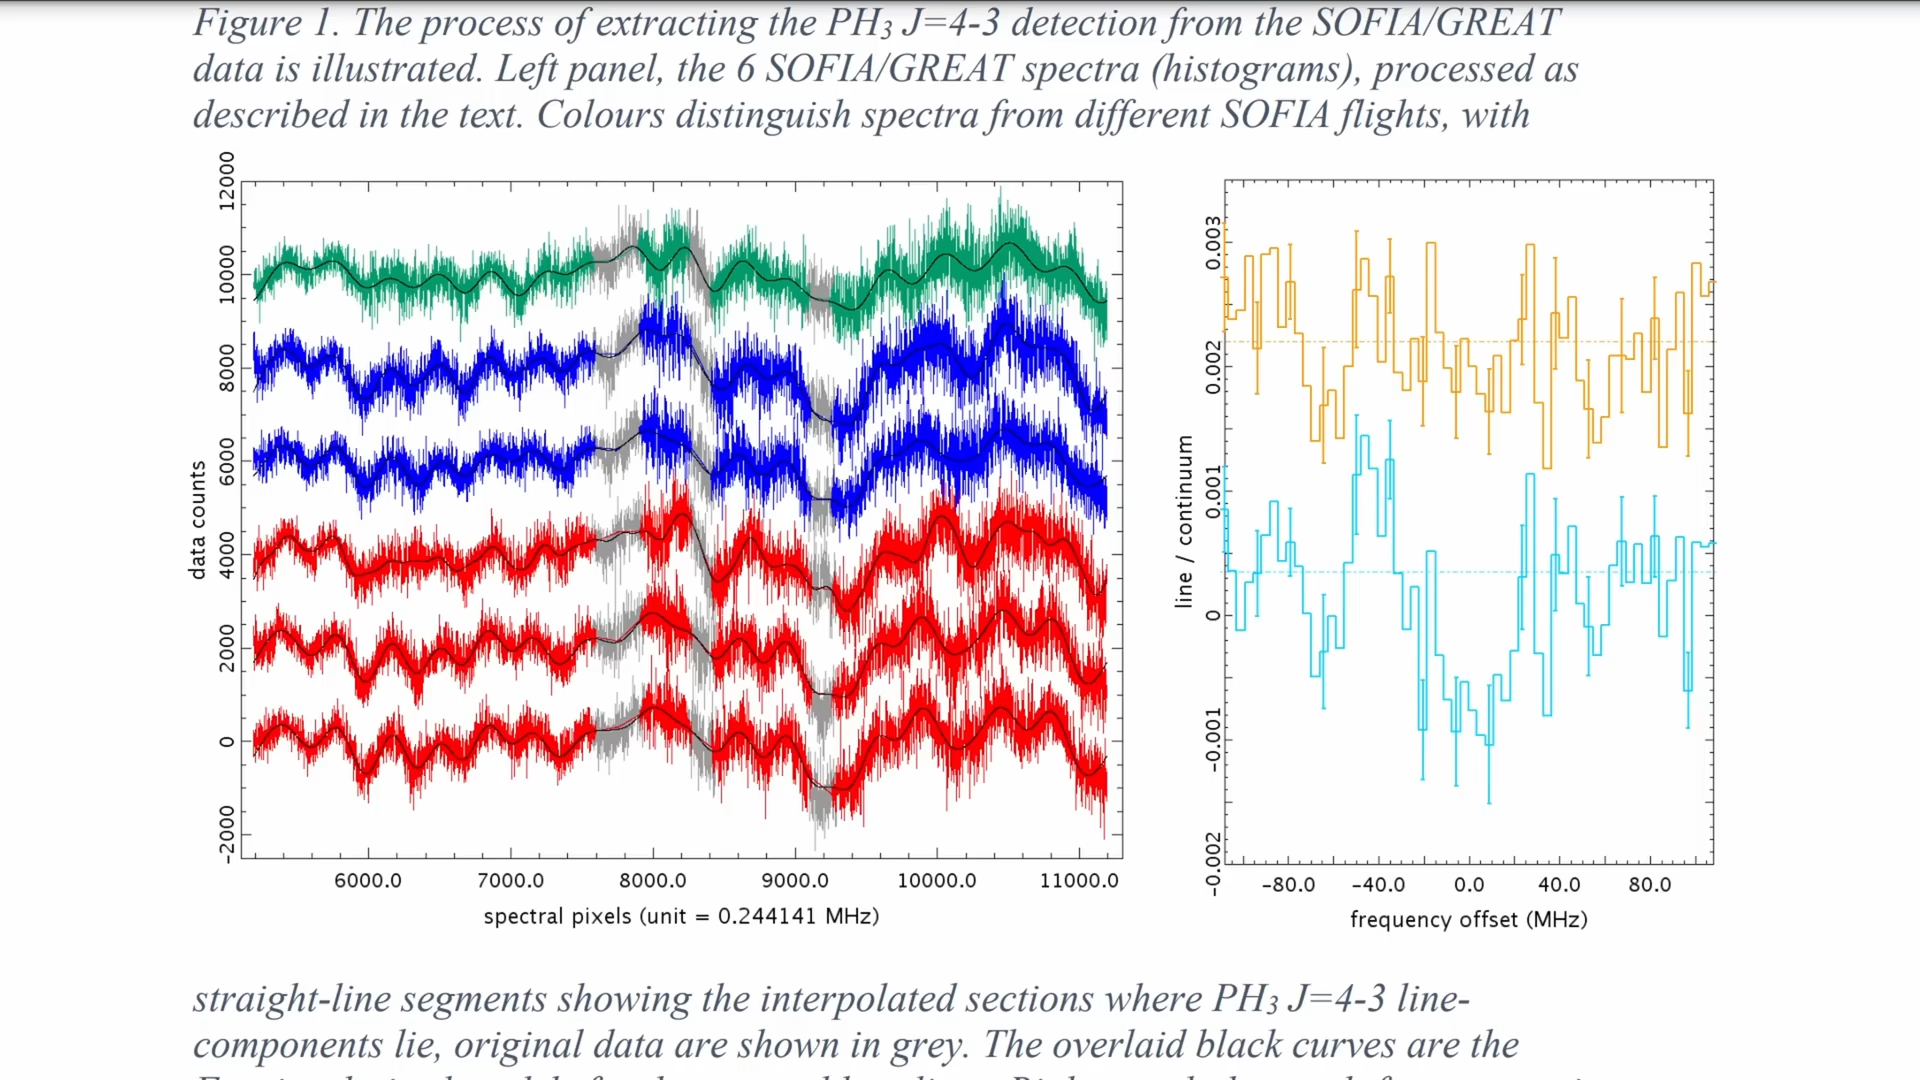 Figure 1. The process of extracting the PH₃ J=4-3 detection from the SOFIA/GREAT
data is illustrated. Left panel, the 6 SOFIA/GREAT spectra (histograms), processed as
described in the text. Colours distinguish spectra from different SOFIA flights, with
data counts
12000
10000
8000
6000
4000
2000
0
-2000
6000.0 7000.0 8000.0 9000.0 10000.0 11000.0
spectral pixels (unit = 0.244141 MHz)
line / continuum
0.003
0.002
0.001
0
-0.001
-0.002
-80.0 -40.0 0.0 40.0 80.0
frequency offset (MHz)
straight-line segments showing the interpolated sections where PH₃ J=4-3 line-
components lie, original data are shown in grey. The overlaid black curves are the